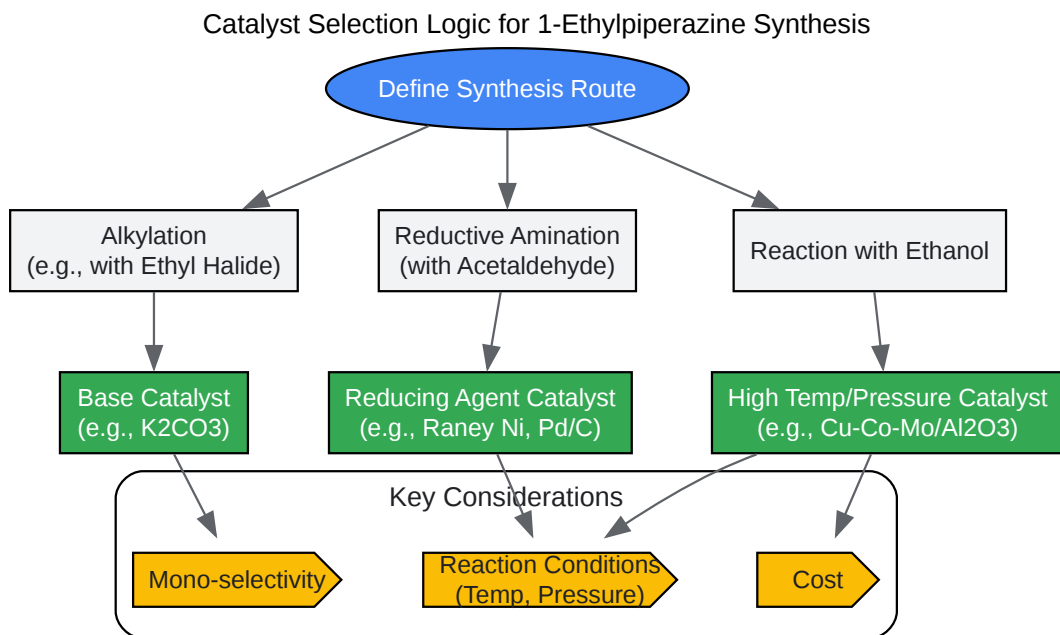 Catalyst Selection Logic for 1-Ethylpiperazine Synthesis
Define Synthesis Route
Alkylation
(e.g., with Ethyl Halide)
Reductive Amination
(with Acetaldehyde)
Reaction with Ethanol
Base Catalyst
(e.g., K2CO3)
Reducing Agent Catalyst
(e.g., Raney Ni, Pd/C)
High Temp/Pressure Catalyst
(e.g., Cu-Co-Mo/Al2O3)
Key Considerations
Mono-selectivity
Reaction Conditions
(Temp, Pressure)
Cost